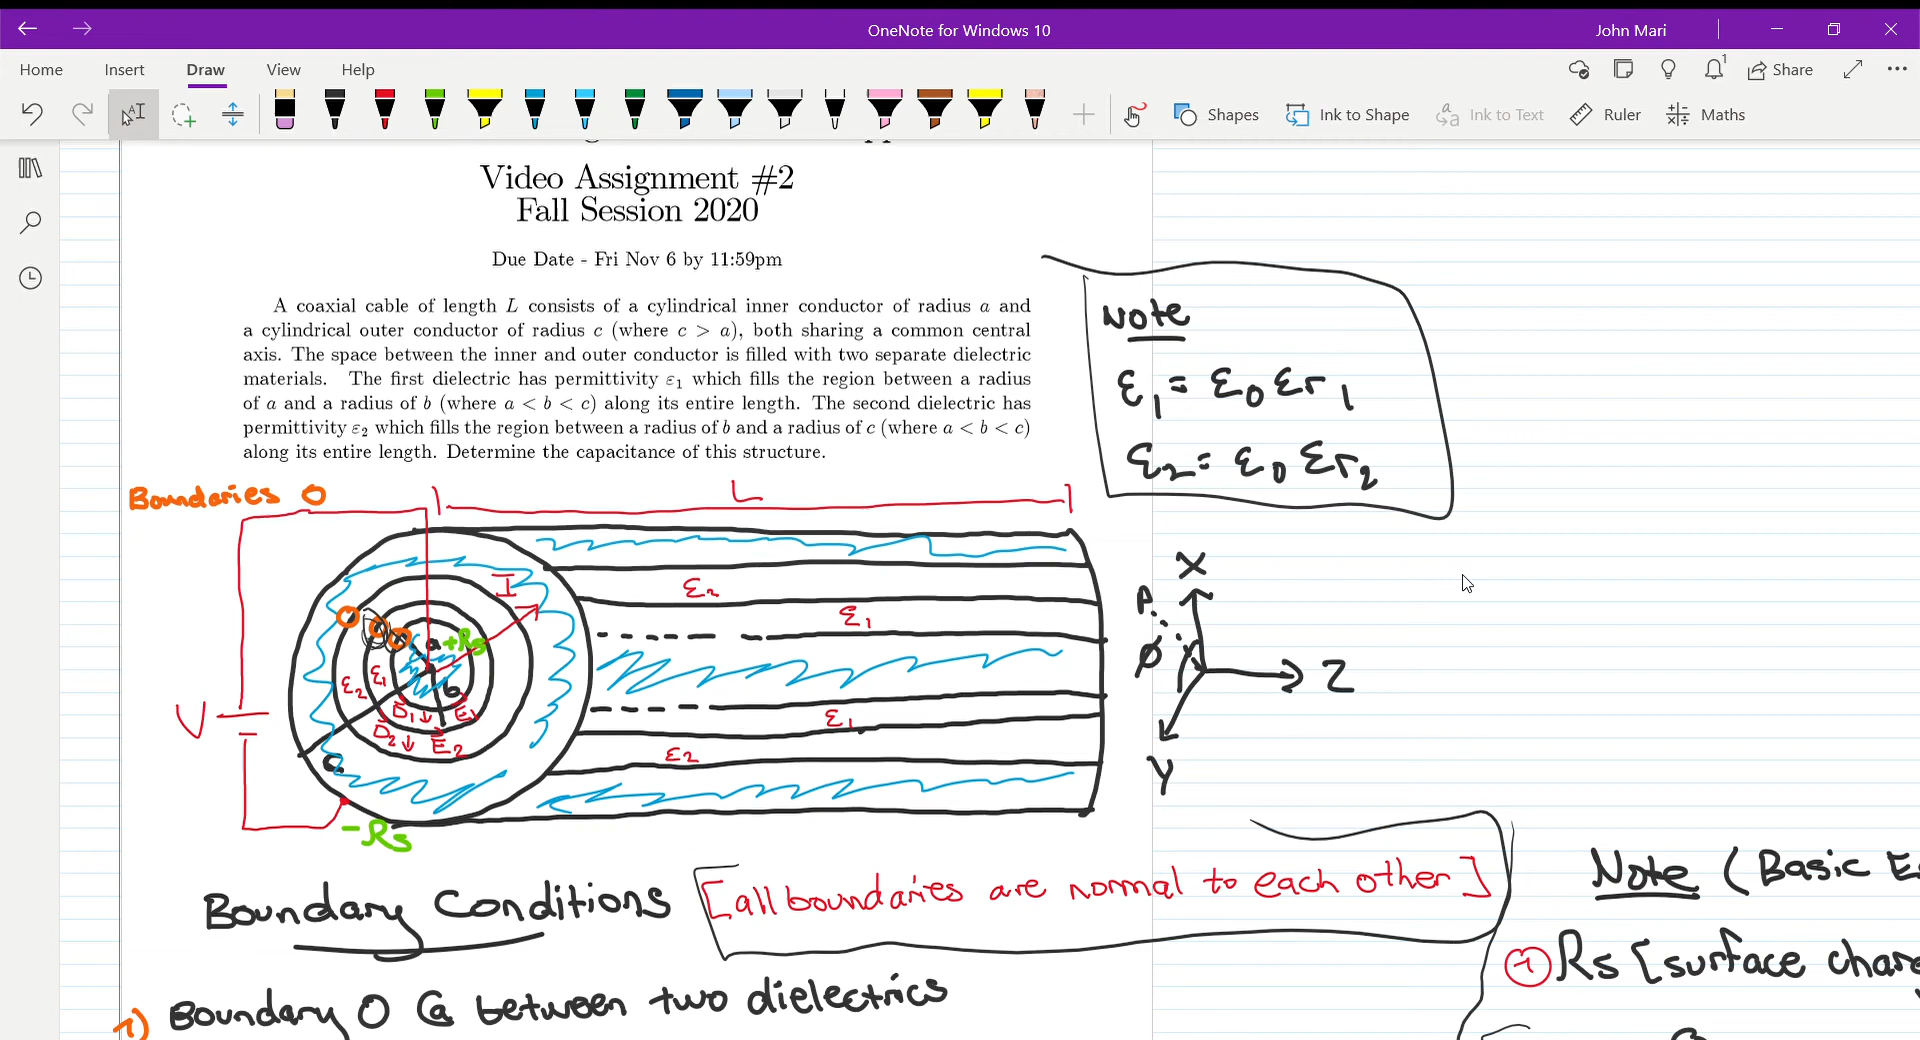 OneNote for Windows 10
John Mari
Home Insert Draw View Help
1
Share
Shapes Ink to Shape Ink to Text Ruler Maths
Video Assignment #2
Fall Session 2020
Due Date - Fri Nov 6 by 11:59pm
A coaxial cable of length L consists of a cylindrical inner conductor of radius a and
a cylindrical outer conductor of radius c (where c > a), both sharing a common central
axis. The space between the inner and outer conductor is filled with two separate dielectric
materials. The first dielectric has permittivity ε₁ which fills the region between a radius
of a and a radius of b (where a < b < c) along its entire length. The second dielectric has
permittivity ε₂ which fills the region between a radius of b and a radius of c (where a < b < c)
along its entire length. Determine the capacitance of this structure.
Note
ε₁ = ε₀ εr₁
ε₂ = ε₀ εr₂
Boundaries O
L
I
ε₂
ε₁
a +Rs
ε₂ ε₁
b
D₁↓ E₁
D₂↓ E₂
V
c
ε₁
ε₂
-Rs
X
ρ
Ø
Z
Y
Boundary Conditions [all boundaries are normal to each other]
Note (Basic E
1) Boundary O @ between two dielectrics
① Rs [surface char